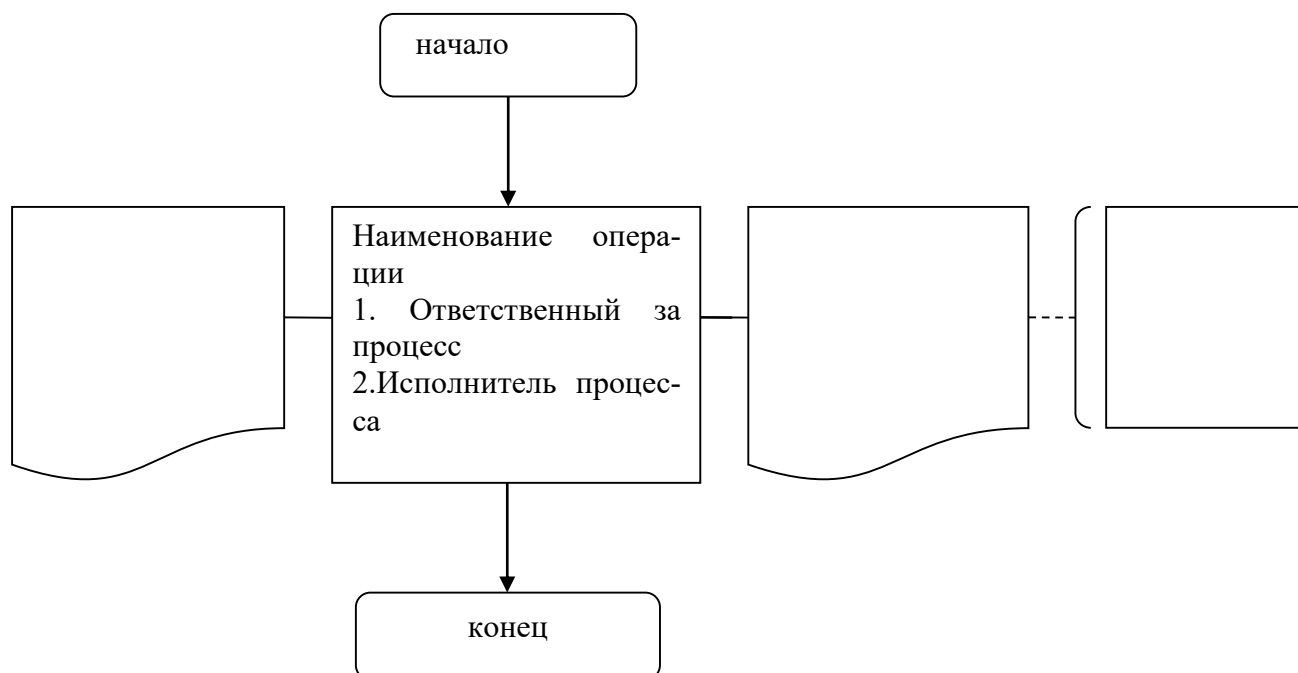 начало
Наименование опера-
ции
1. Ответственный за
процесс
2.Исполнитель процес-
са
конец